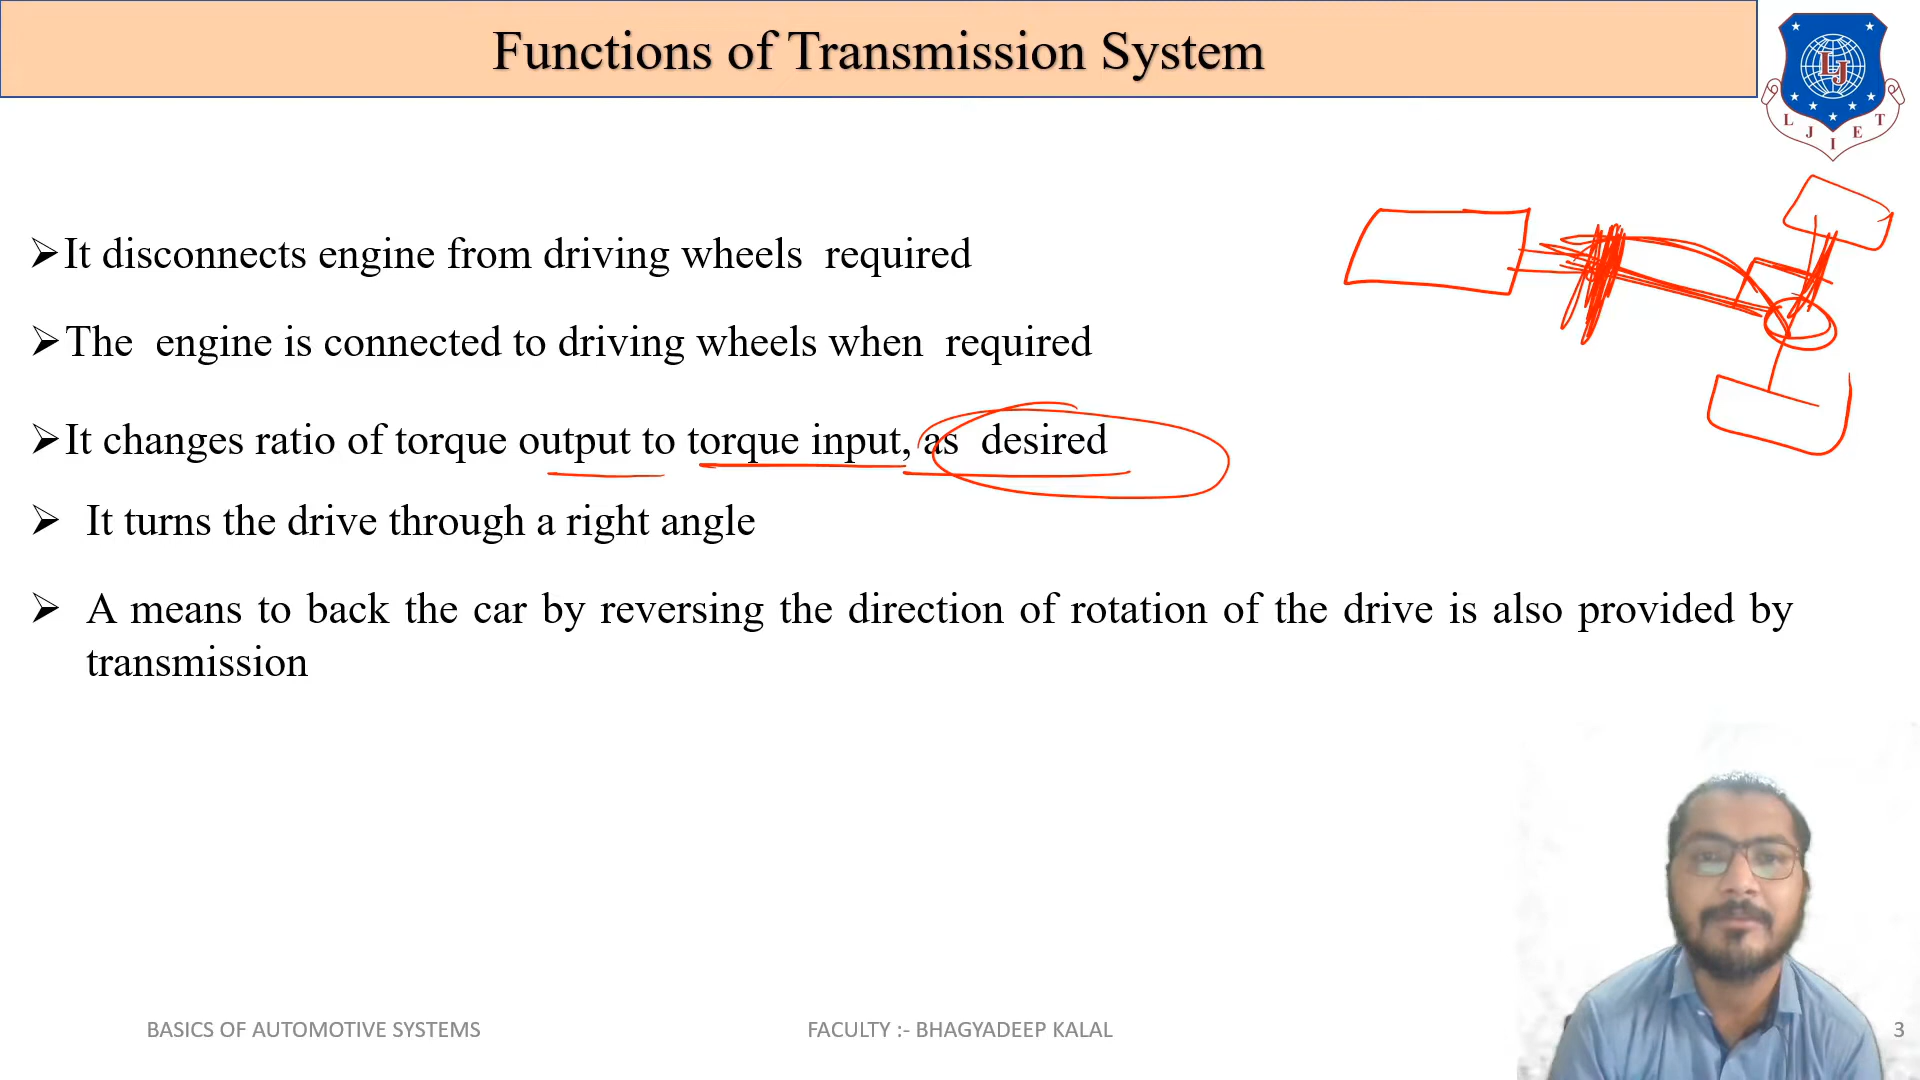 Functions of Transmission System
LJ
L J I E T
➢It disconnects engine from driving wheels required
➢The engine is connected to driving wheels when required
➢It changes ratio of torque output to torque input, as desired
➢ It turns the drive through a right angle
➢ A means to back the car by reversing the direction of rotation of the drive is also provided by
transmission
BASICS OF AUTOMOTIVE SYSTEMS
FACULTY :- BHAGYADEEP KALAL
3